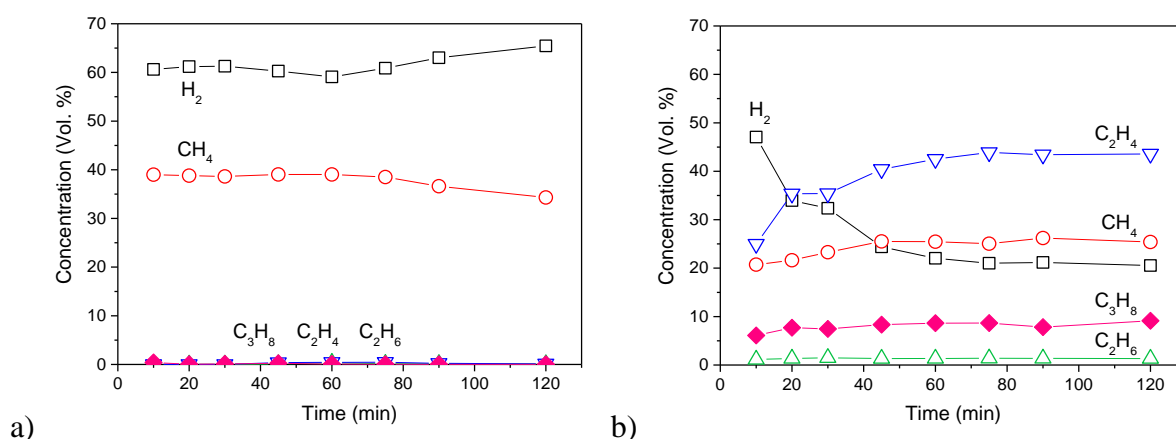 70
60
50
40
30
20
10
0
Concentration (Vol. %)
H2
CH4
C3H8 C2H4 C2H6
0 20 40 60 80 100 120
Time (min)
a)
70
60
50
40
30
20
10
0
Concentration (Vol. %)
H2
C2H4
CH4
C3H8
C2H6
0 20 40 60 80 100 120
Time (min)
b)